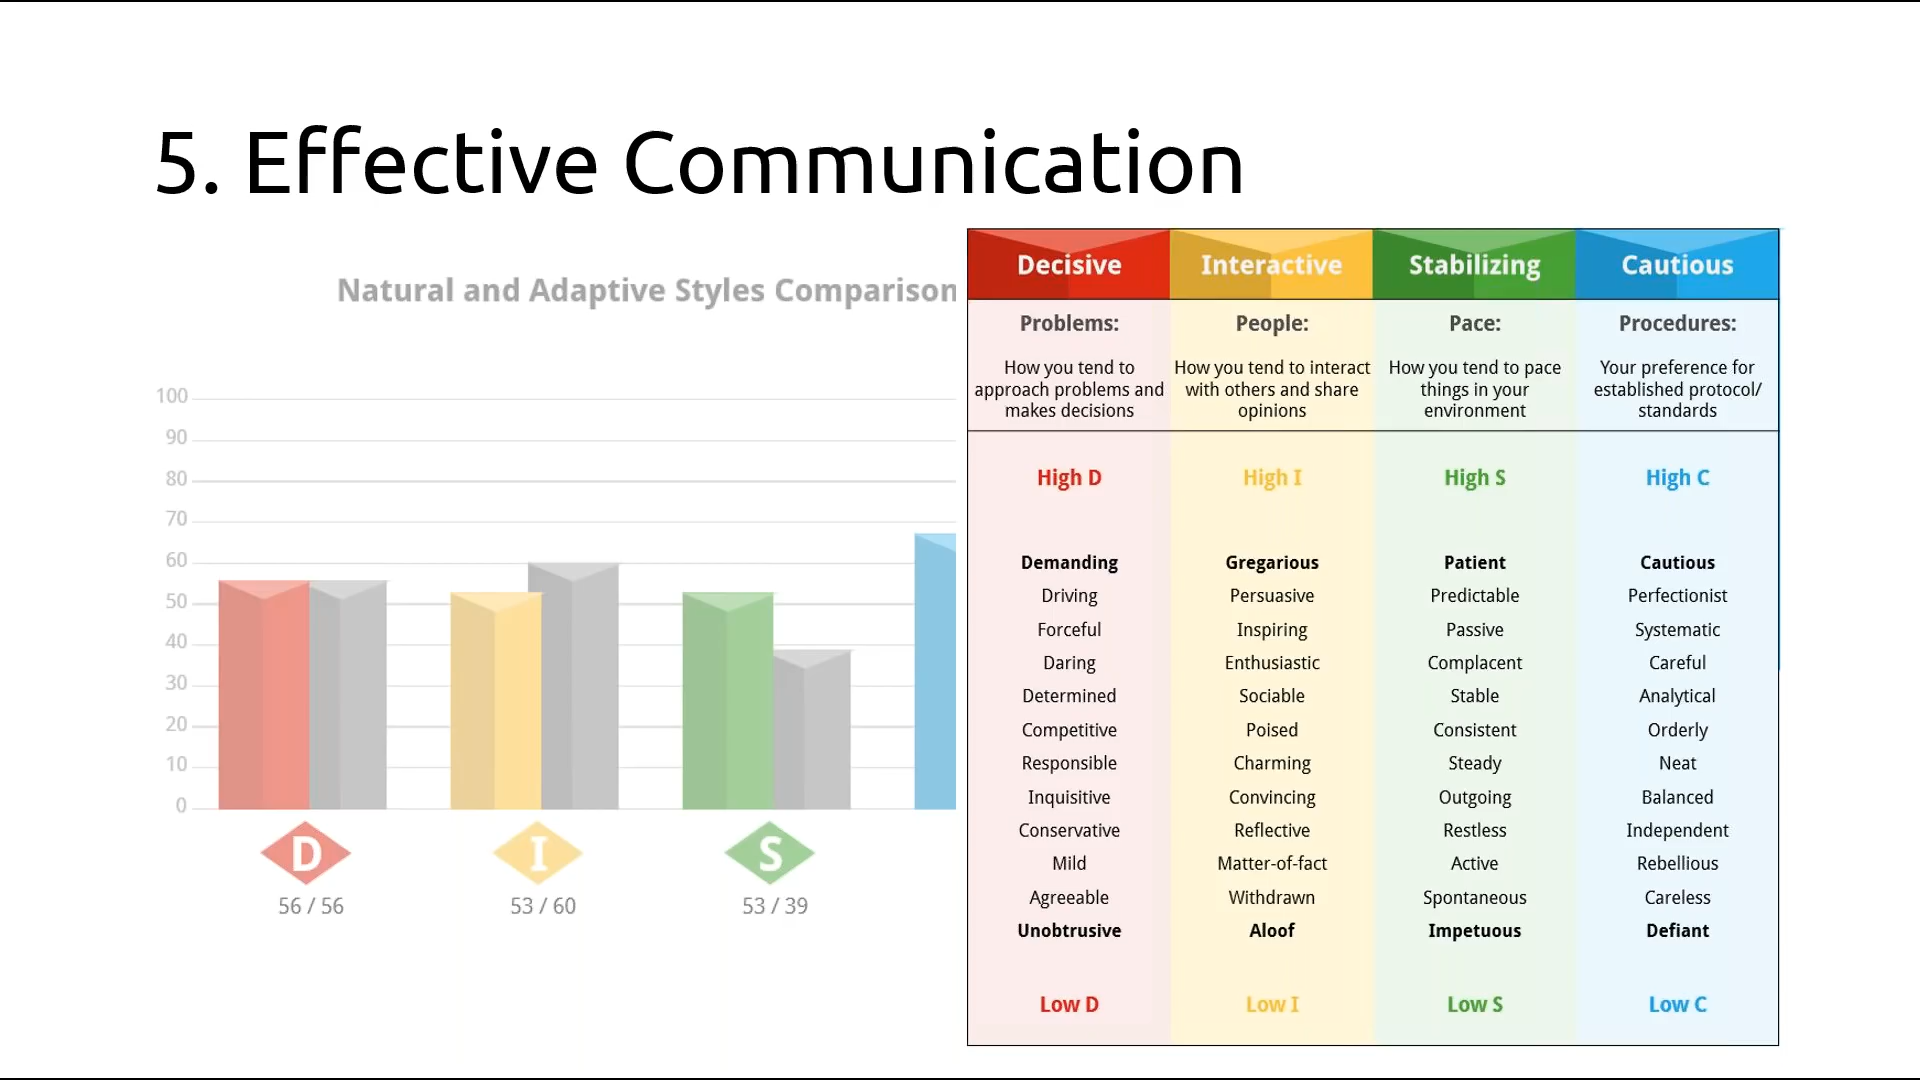 5. Effective Communication
Natural and Adaptive Styles Comparison
100
90
80
70
60
50
40
30
20
10
0
D
I
S
56 / 56
53 / 60
53 / 39
Decisive
Interactive
Stabilizing
Cautious
Problems:
People:
Pace:
Procedures:
How you tend to
approach problems and
makes decisions
How you tend to interact
with others and share
opinions
How you tend to pace
things in your
environment
Your preference for
established protocol/
standards
High D
High I
High S
High C
Demanding
Gregarious
Patient
Cautious
Driving
Persuasive
Predictable
Perfectionist
Forceful
Inspiring
Passive
Systematic
Daring
Enthusiastic
Complacent
Careful
Determined
Sociable
Stable
Analytical
Competitive
Poised
Consistent
Orderly
Responsible
Charming
Steady
Neat
Inquisitive
Convincing
Outgoing
Balanced
Conservative
Reflective
Restless
Independent
Mild
Matter-of-fact
Active
Rebellious
Agreeable
Withdrawn
Spontaneous
Careless
Unobtrusive
Aloof
Impetuous
Defiant
Low D
Low I
Low S
Low C